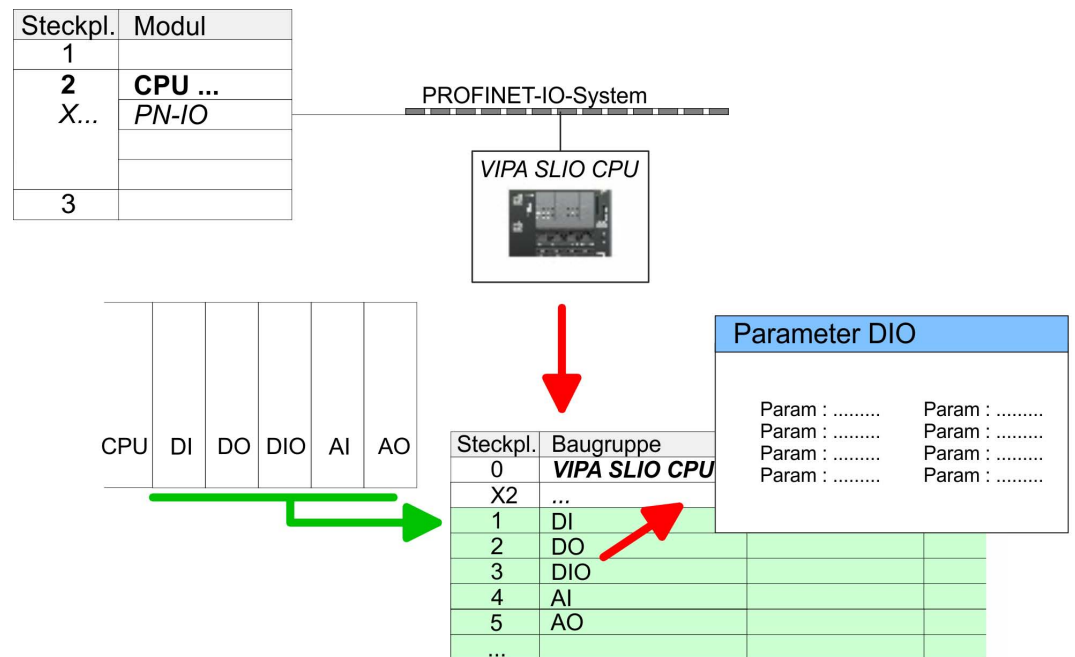 Steckpl. Modul
1
2 CPU ...
X... PN-IO
3
PROFINET-IO-System
VIPA SLIO CPU
CPU DI DO DIO AI AO
Parameter DIO
Param : ......... Param : .........
Param : ......... Param : .........
Param : ......... Param : .........
Param : ......... Param : .........
Steckpl. Baugruppe
0 VIPA SLIO CPU
X2 ...
1 DI
2 DO
3 DIO
4 AI
5 AO
...